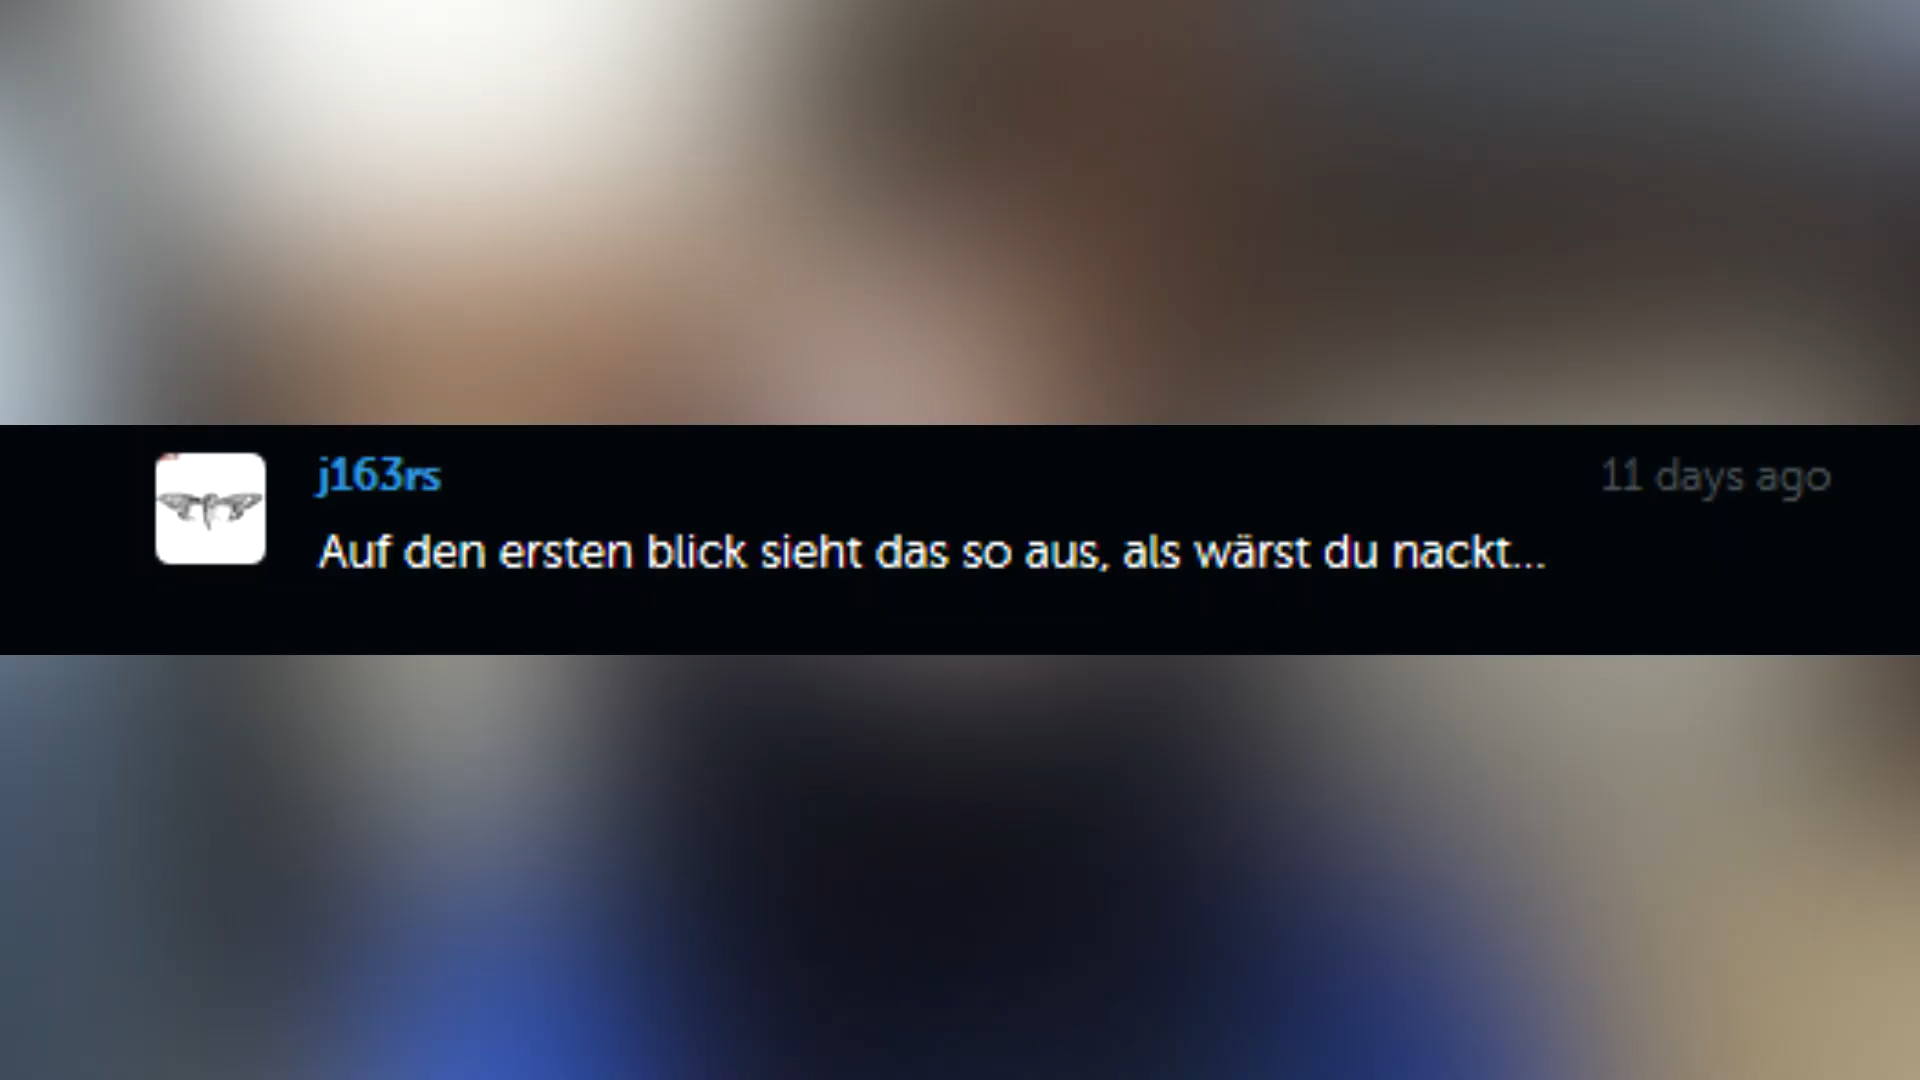 j163rs
11 days ago
Auf den ersten blick sieht das so aus, als wärst du nackt...